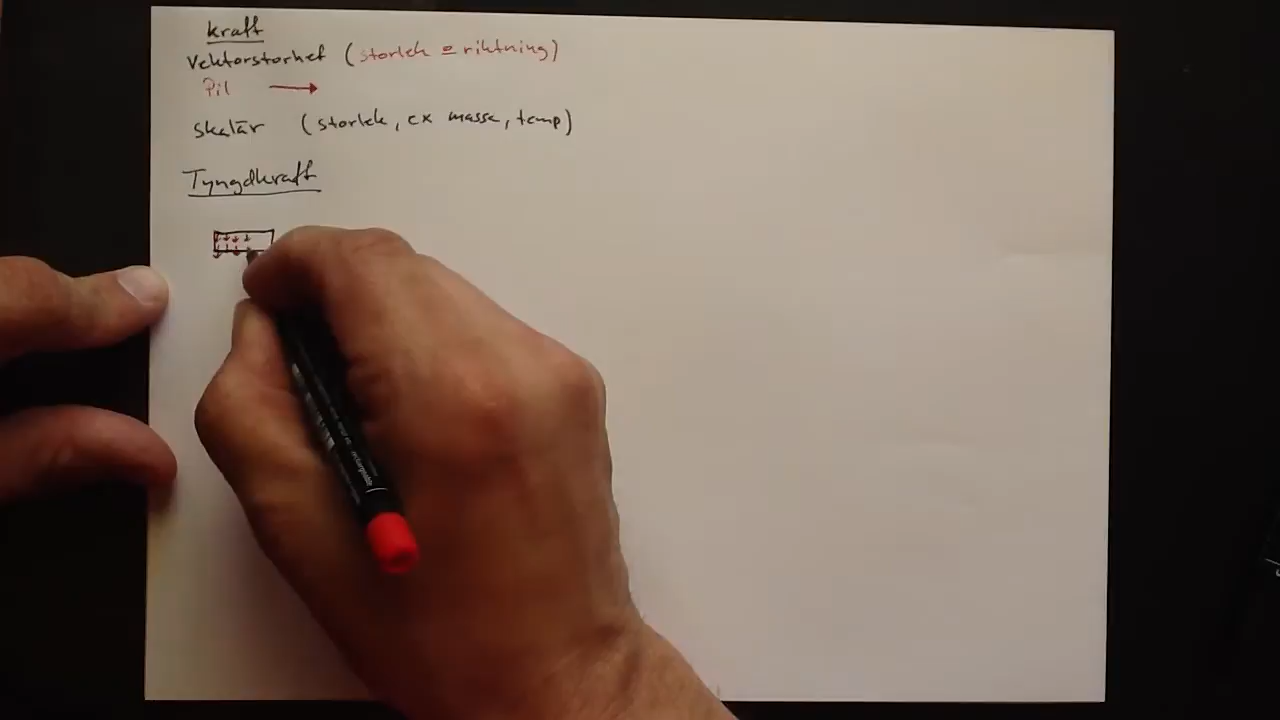 Kraft
Vektorstorhet (storlek o riktning)
Pil
Skalär (storlek, ex massa, temp)
Tyngdkraft